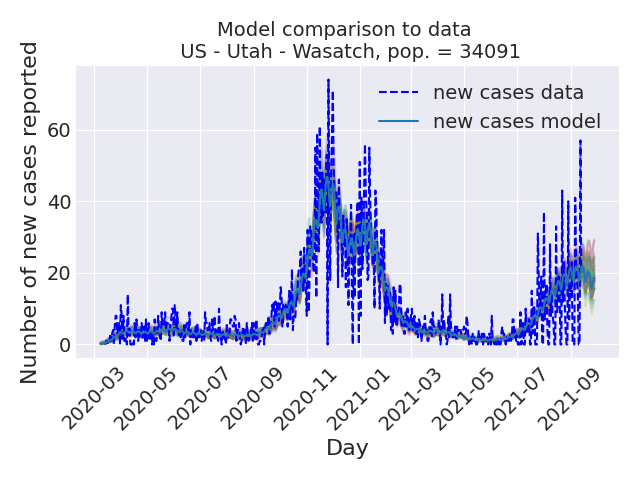 Model comparison to data
US - Utah - Wasatch, pop. = 34091
new cases data
new cases model
Number of new cases reported
60
40
20
0
2020-03
2020-05
2020-07
2020-09
2020-11
2021-01
2021-03
2021-05
2021-07
2021-09
Day